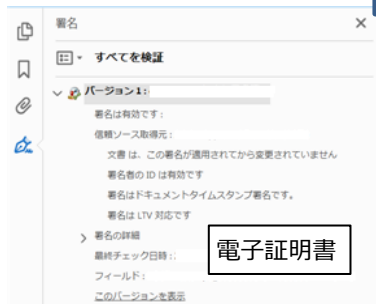 署名
すべてを検証
バージョン1:
署名は有効です:
信頼ソース取得元:
文書 は、この署名が適用されてから変更されていません
署名者の ID は有効です
署名はドキュメントタイムスタンプ署名です。
署名は LTV 対応です
署名の詳細
最終チェック日時:
フィールド:
このバージョンを表示
電子証明書